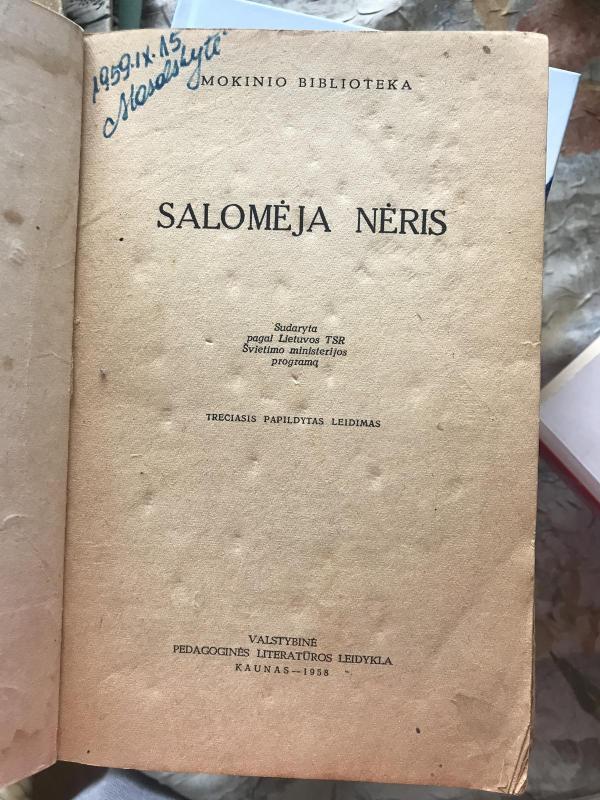 1959.IX.15
Masalskytė
MOKINIO BIBLIOTEKA
SALOMĖJA NĖRIS
Sudaryta
pagal Lietuvos TSR
Švietimo ministerijos
programą
TREČIASIS PAPILDYTAS LEIDIMAS
VALSTYBINĖ
PEDAGOGINĖS LITERATŪROS LEIDYKLA
KAUNAS—1958